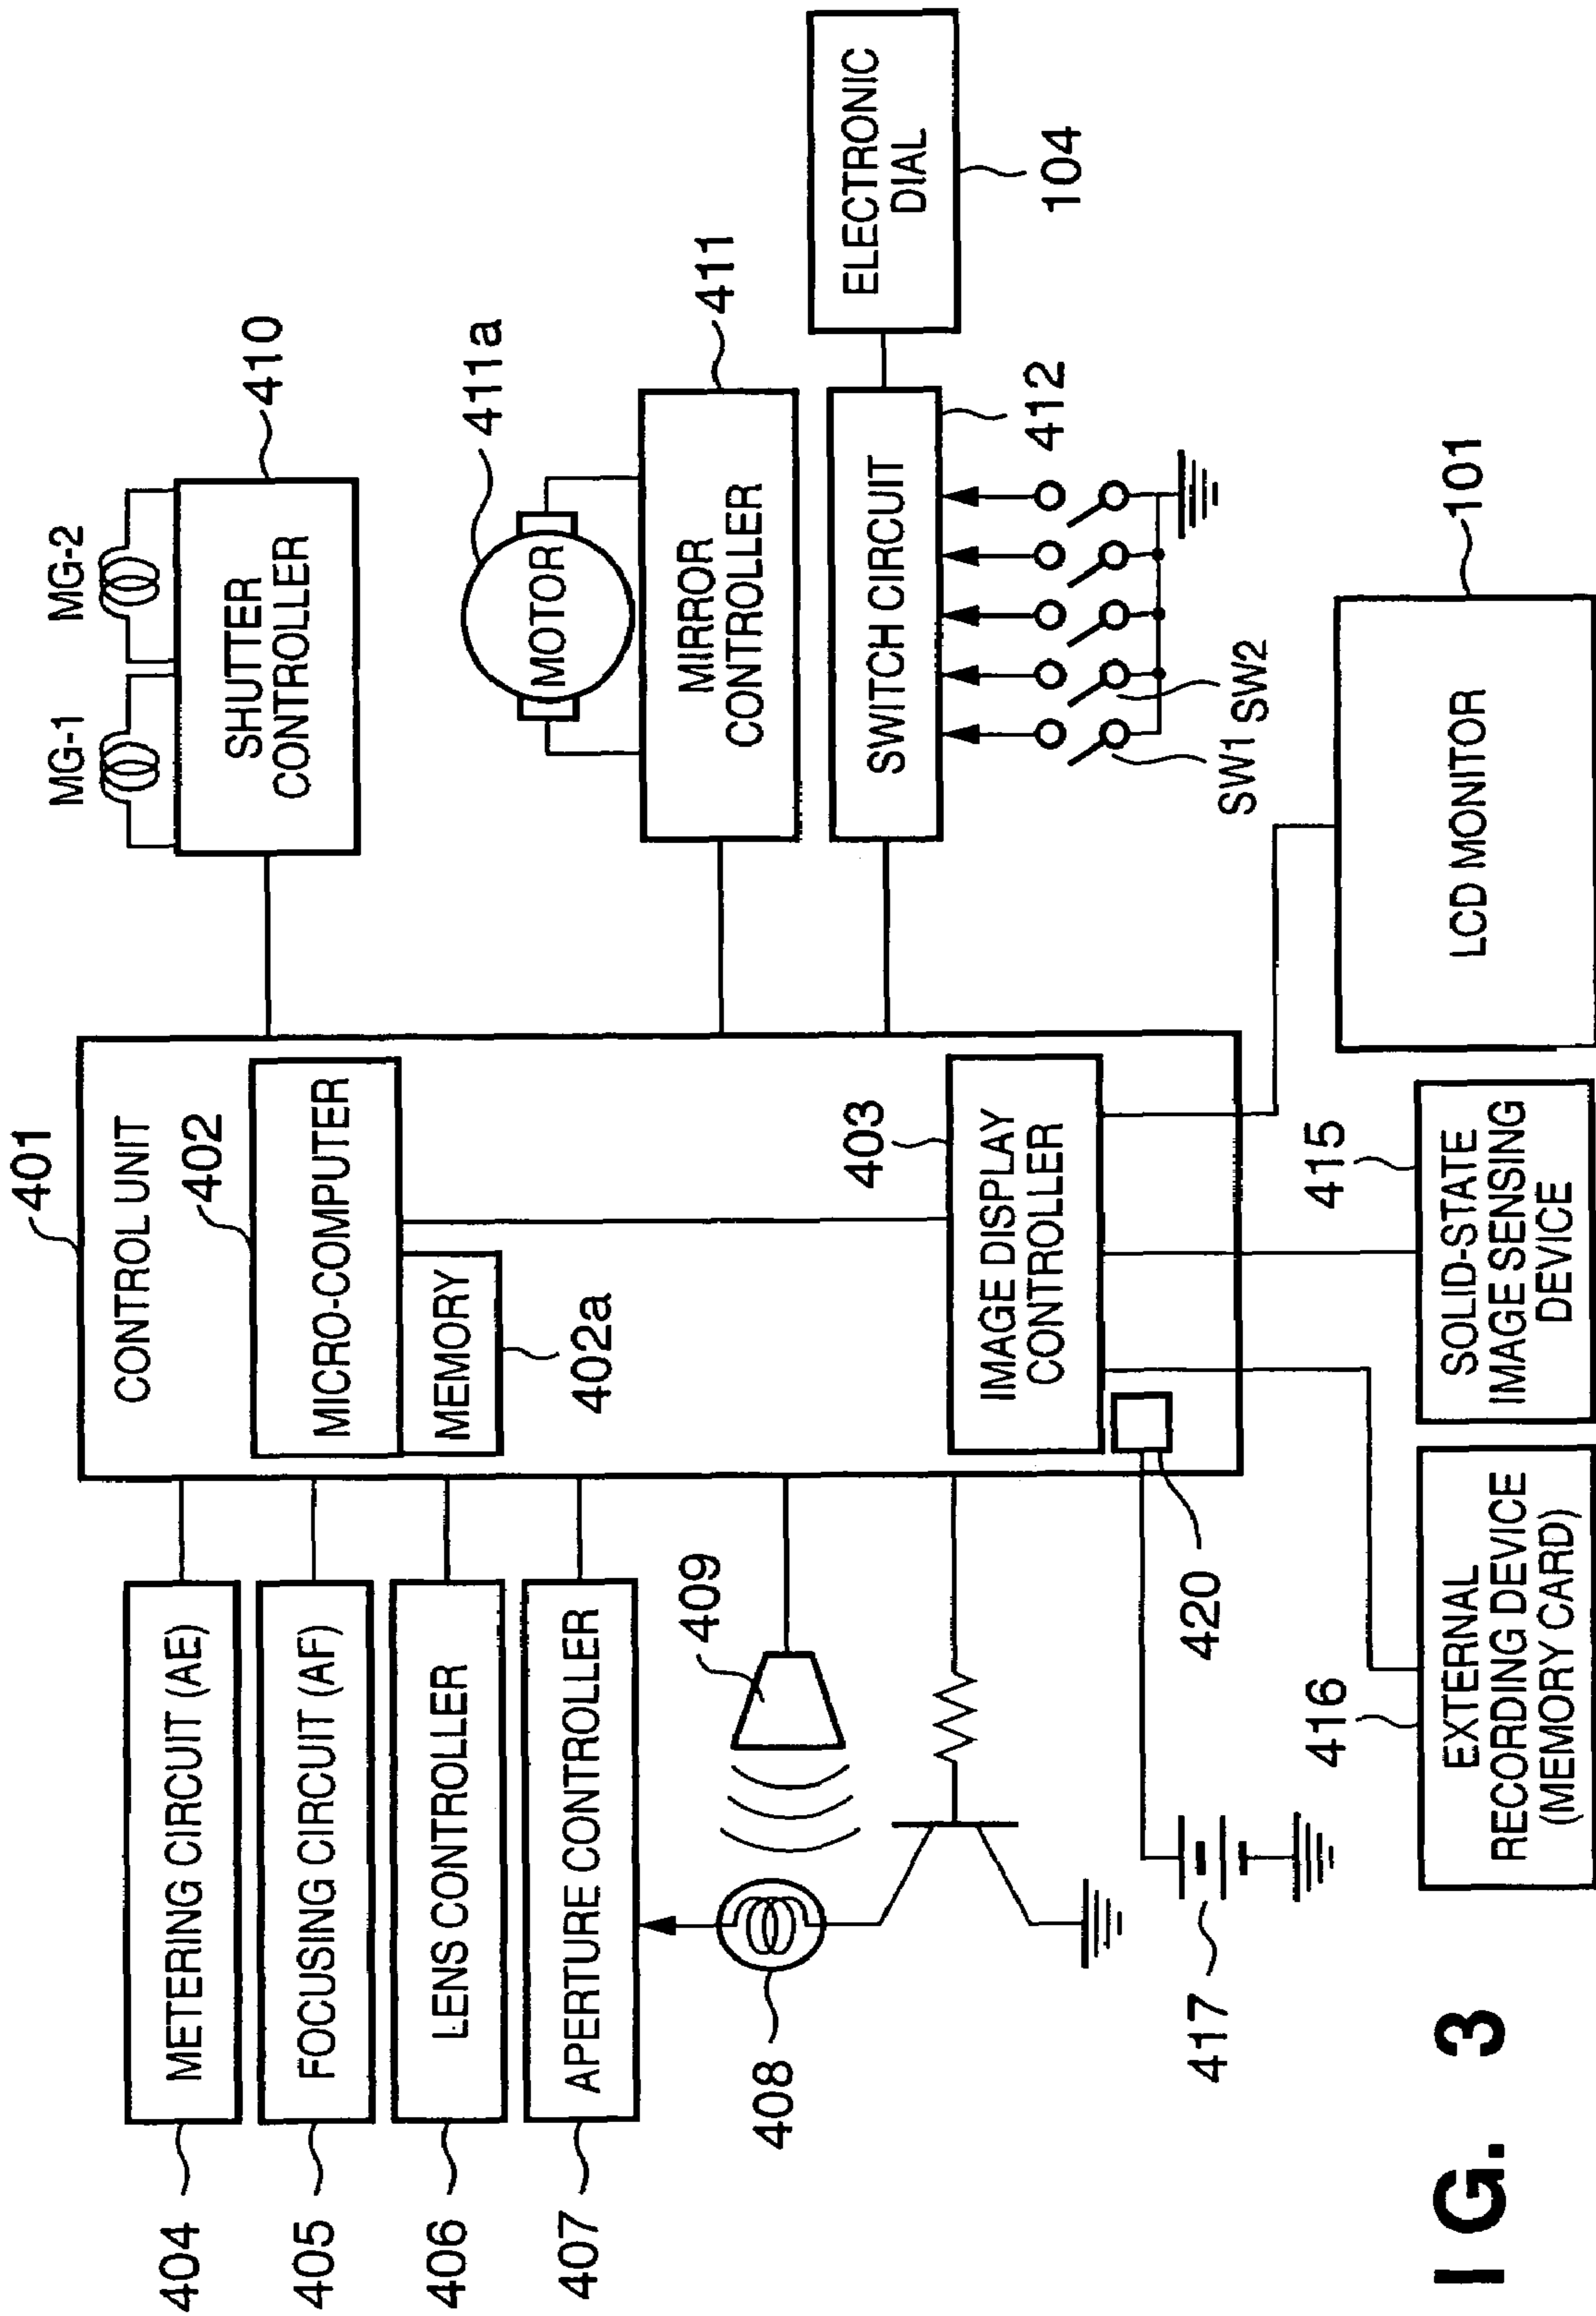 401
CONTROL UNIT
402
MICRO-COMPUTER
MEMORY
402a
403
IMAGE DISPLAY
CONTROLLER
404
METERING CIRCUIT (AE)
405
FOCUSING CIRCUIT (AF)
406
LENS CONTROLLER
407
APERTURE CONTROLLER
408
409
417
420
MG-1
MG-2
SHUTTER
CONTROLLER
410
MOTOR
411a
MIRROR
CONTROLLER
411
SWITCH CIRCUIT
412
SW1
SW2
ELECTRONIC
DIAL
104
416
EXTERNAL
RECORDING DEVICE
(MEMORY CARD)
415
SOLID-STATE
IMAGE SENSING
DEVICE
LCD MONITOR
101
I G. 3